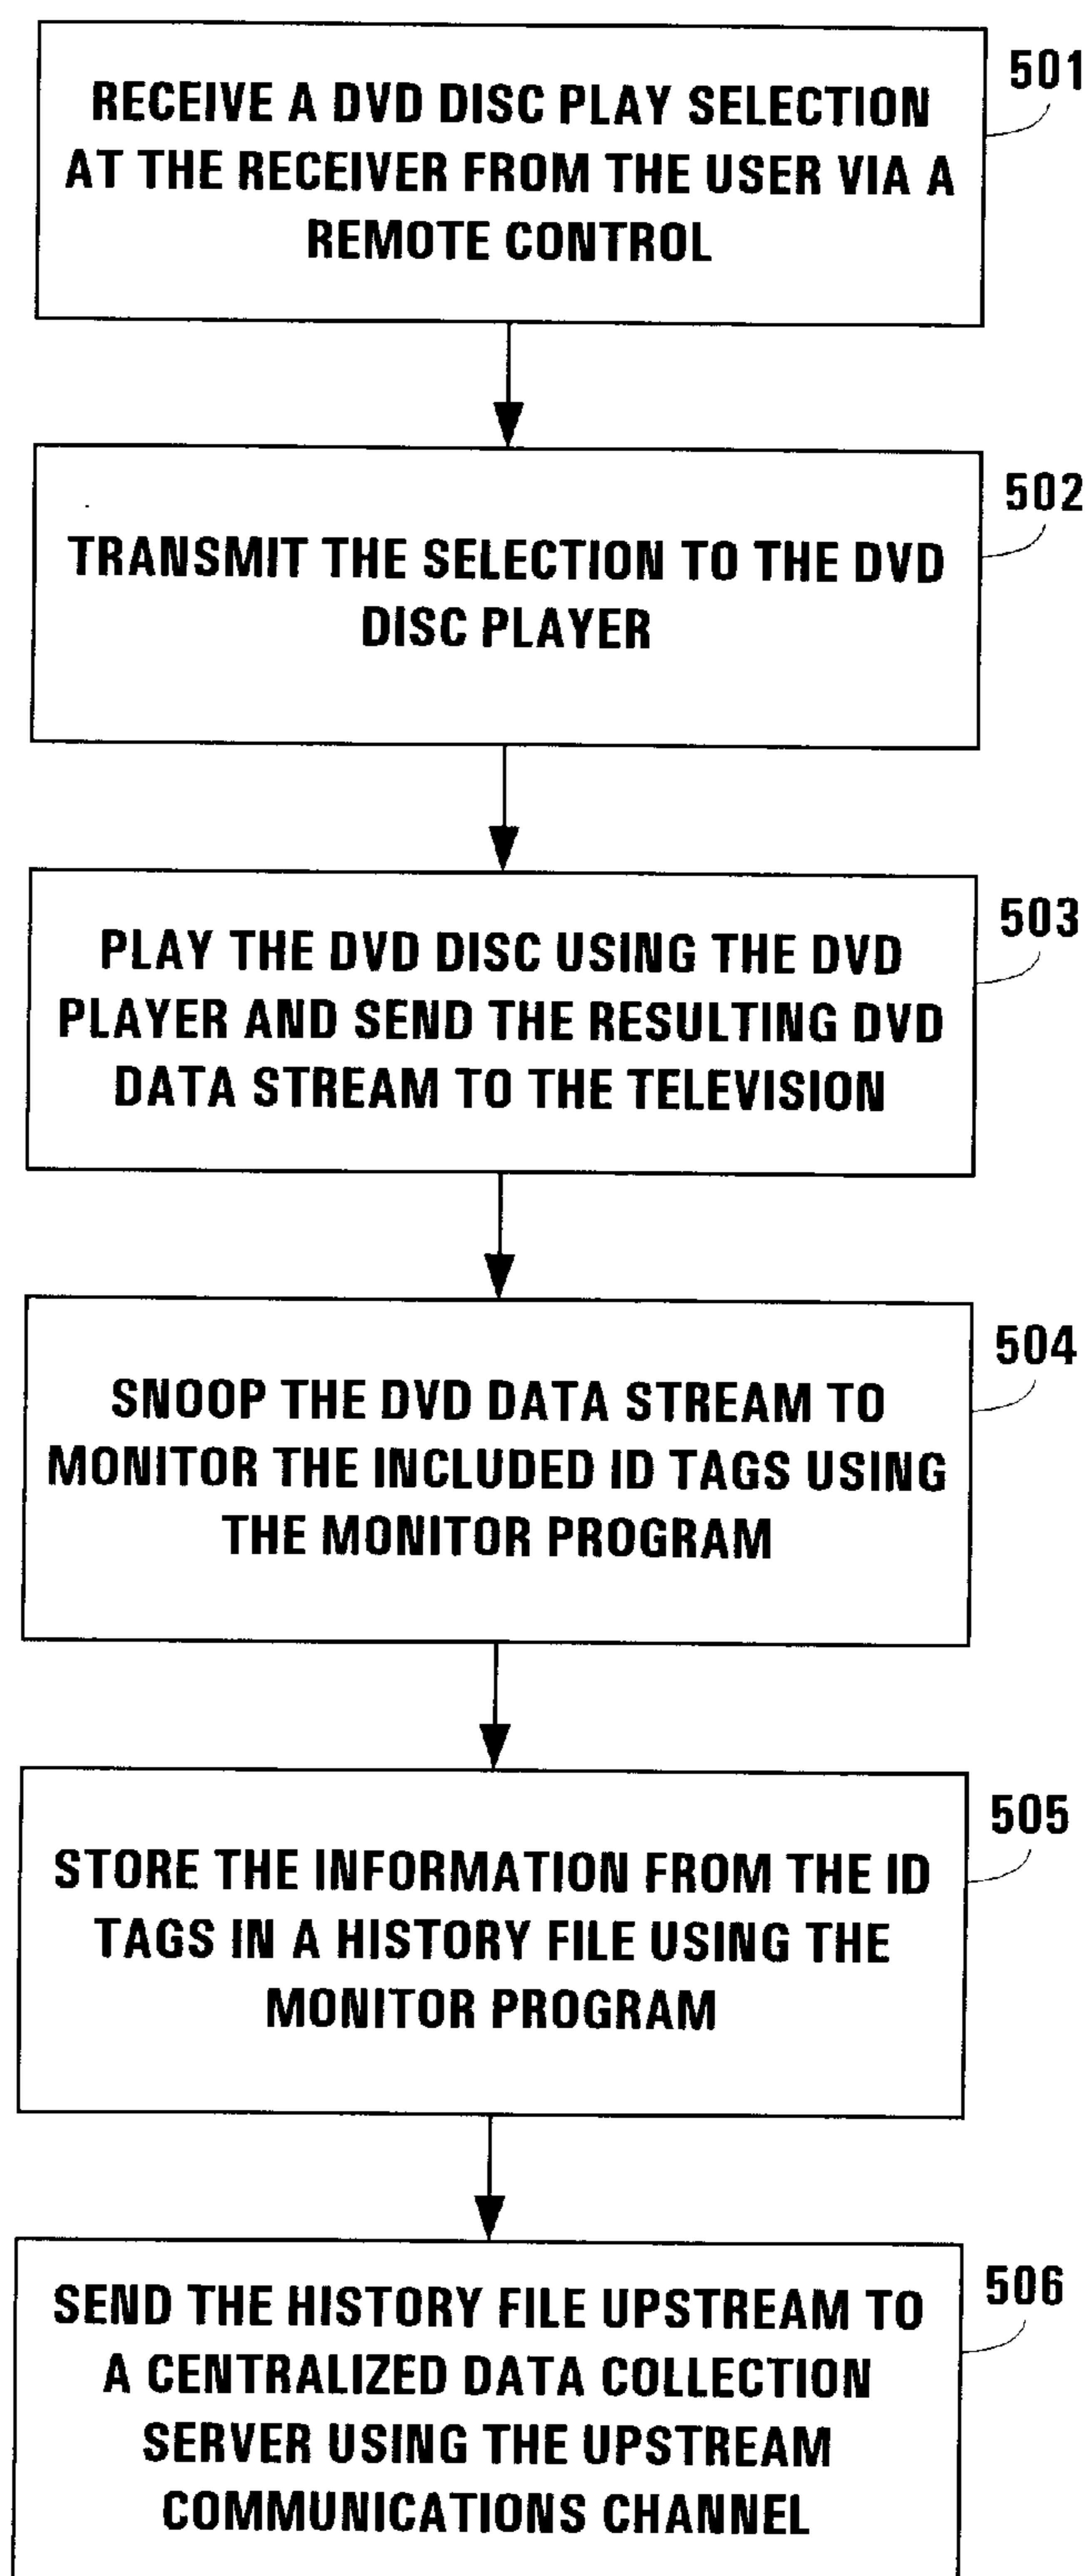 RECEIVE A DVD DISC PLAY SELECTION
AT THE RECEIVER FROM THE USER VIA A
REMOTE CONTROL
501
TRANSMIT THE SELECTION TO THE DVD
DISC PLAYER
502
PLAY THE DVD DISC USING THE DVD
PLAYER AND SEND THE RESULTING DVD
DATA STREAM TO THE TELEVISION
503
SNOOP THE DVD DATA STREAM TO
MONITOR THE INCLUDED ID TAGS USING
THE MONITOR PROGRAM
504
STORE THE INFORMATION FROM THE ID
TAGS IN A HISTORY FILE USING THE
MONITOR PROGRAM
505
SEND THE HISTORY FILE UPSTREAM TO
A CENTRALIZED DATA COLLECTION
SERVER USING THE UPSTREAM
COMMUNICATIONS CHANNEL
506